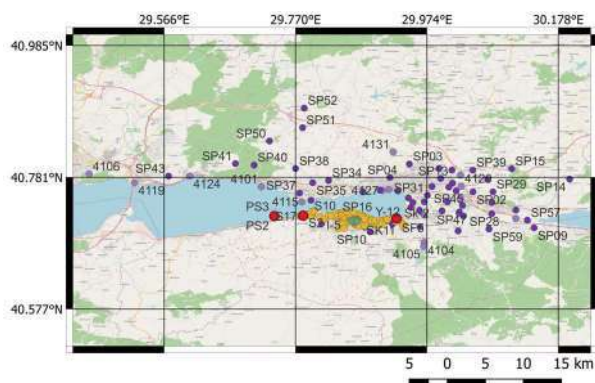 29.566°E 29.770°E 29.974°E 30.178°E
40.985°N
SP52
SP51
SP50
4131
SP41 SP40 SP38 SP03 SP39 SP15
40.781°N
4106 SP43 4101 SP34 SP04 SP14
4119 4124 SP37 SP35 4127 SP31 SP29
4115 S10 SP16 SP02
PS3 S17 Y-12 SP57
PS2 SK11 SP47 SP28
SP10 SP59 SP09
4105 4104
40.577°N
5 0 5 10 15 km